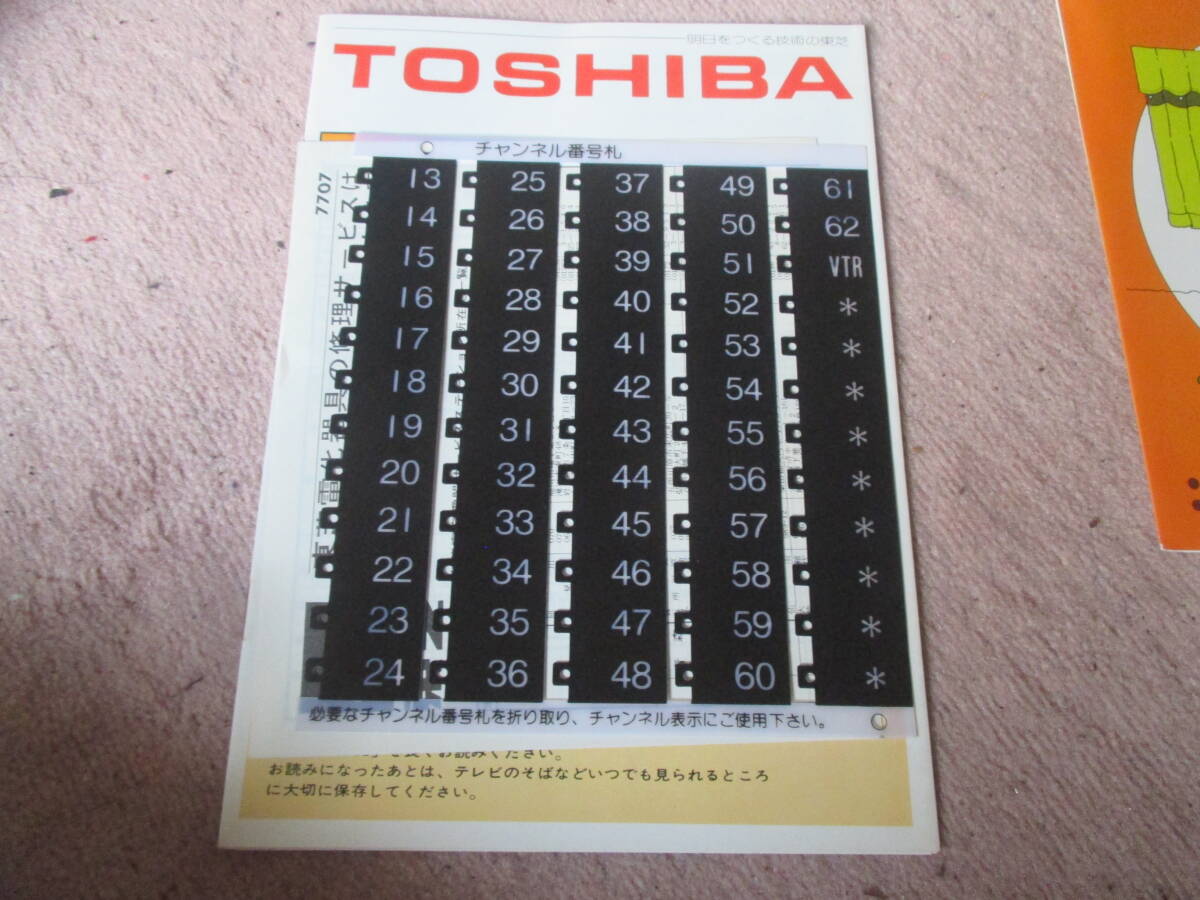 明日をつくる技術の東芝
TOSHIBA
チャンネル番号札
7707
13 25 37 49 61
14 26 38 50 62
15 27 39 51 VTR
16 28 40 52 *
17 29 41 53 *
18 30 42 54 *
19 31 43 55 *
20 32 44 56 *
21 33 45 57 *
22 34 46 58 *
23 35 47 59 *
24 36 48 60 *
必要なチャンネル番号札を折り取り、チャンネル表示にご使用下さい。
お読みください。
お読みになったあとは、テレビのそばなどいつでも見られるところ
に大切に保存してください。